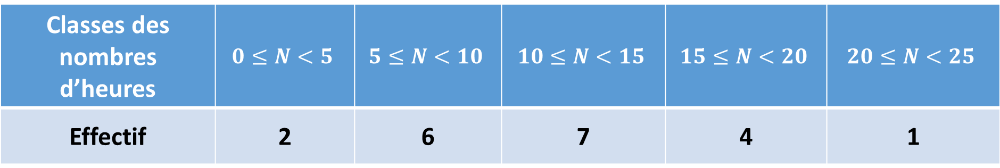 Classes des
nombres
d’heures
0 ≤ N < 5
5 ≤ N < 10
10 ≤ N < 15
15 ≤ N < 20
20 ≤ N < 25
Effectif
2
6
7
4
1